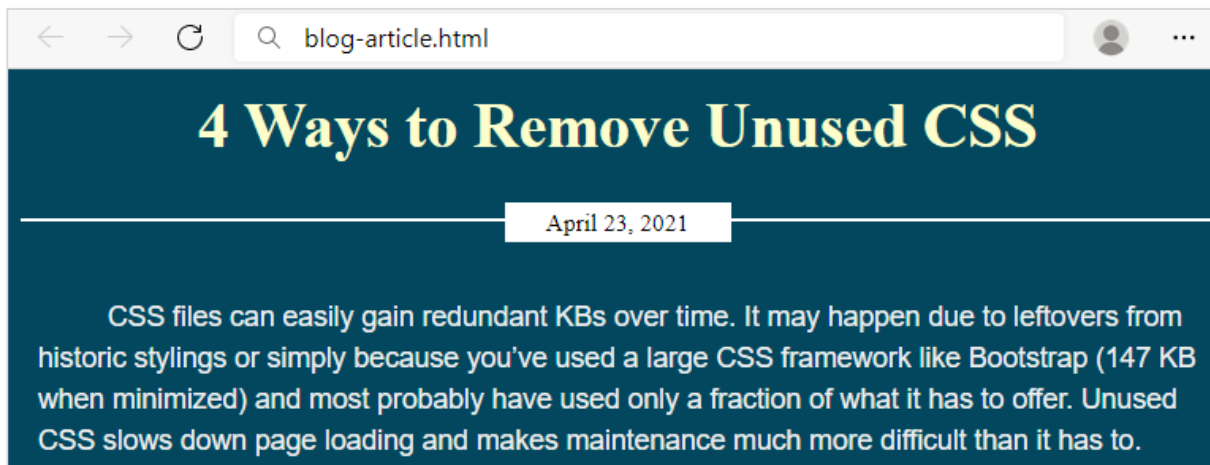 blog-article.html
4 Ways to Remove Unused CSS
April 23, 2021
CSS files can easily gain redundant KBs over time. It may happen due to leftovers from
historic stylings or simply because you’ve used a large CSS framework like Bootstrap (147 KB
when minimized) and most probably have used only a fraction of what it has to offer. Unused
CSS slows down page loading and makes maintenance much more difficult than it has to.